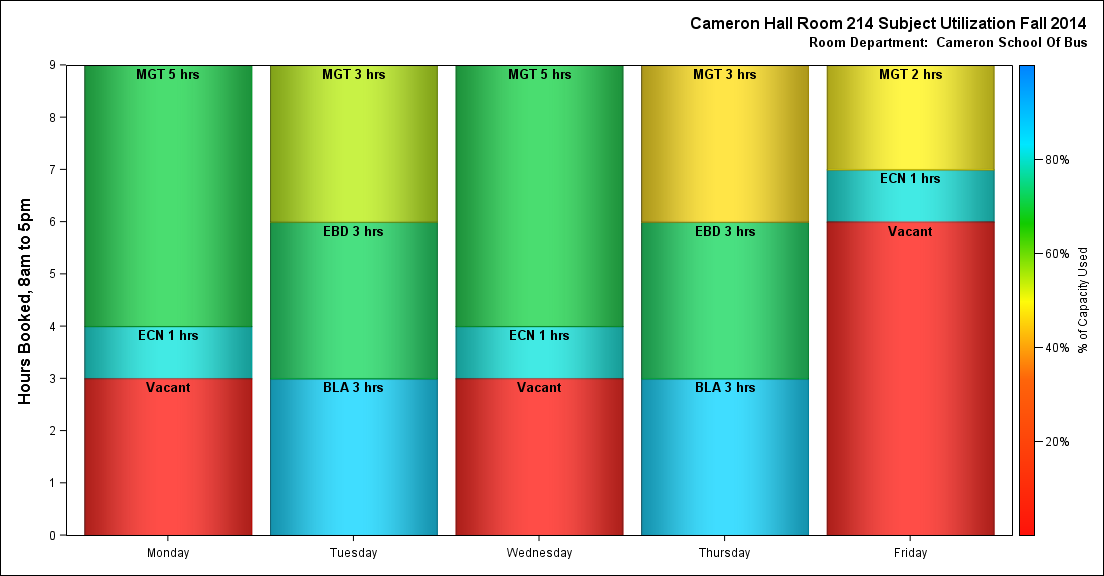 Cameron Hall Room 214 Subject Utilization Fall 2014
Room Department:  Cameron School Of Bus
Hours Booked, 8am to 5pm
9
8
7
6
5
4
3
2
1
0
MGT 5 hrs
ECN 1 hrs
Vacant
MGT 3 hrs
EBD 3 hrs
BLA 3 hrs
MGT 5 hrs
ECN 1 hrs
Vacant
MGT 3 hrs
EBD 3 hrs
BLA 3 hrs
MGT 2 hrs
ECN 1 hrs
Vacant
Monday
Tuesday
Wednesday
Thursday
Friday
80%
60%
40%
20%
% of Capacity Used